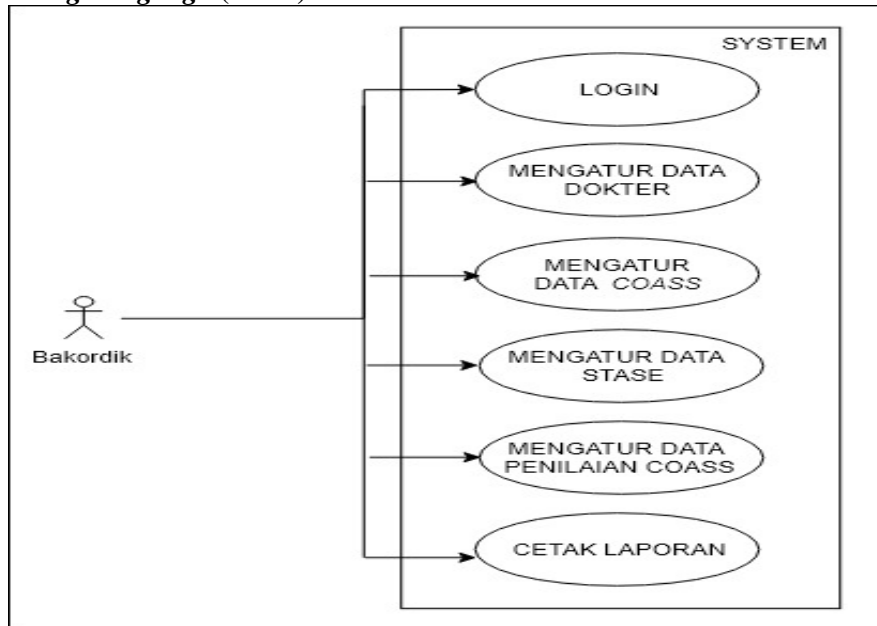 SYSTEM
LOGIN
MENGATUR DATA
DOKTER
MENGATUR
DATA COASS
Bakordik
MENGATUR DATA
STASE
MENGATUR DATA
PENILAIAN COASS
CETAK LAPORAN